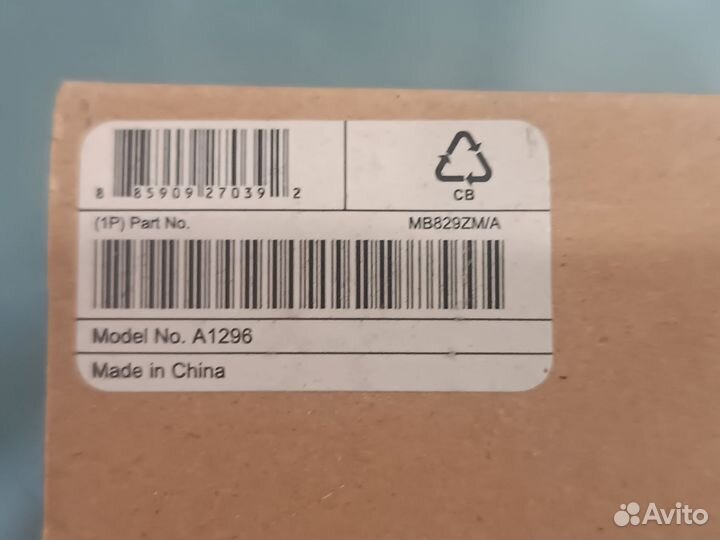 8 85909 27039 2
CB
(1P) Part No. MB829ZM/A
Model No. A1296
Made in China
Avito